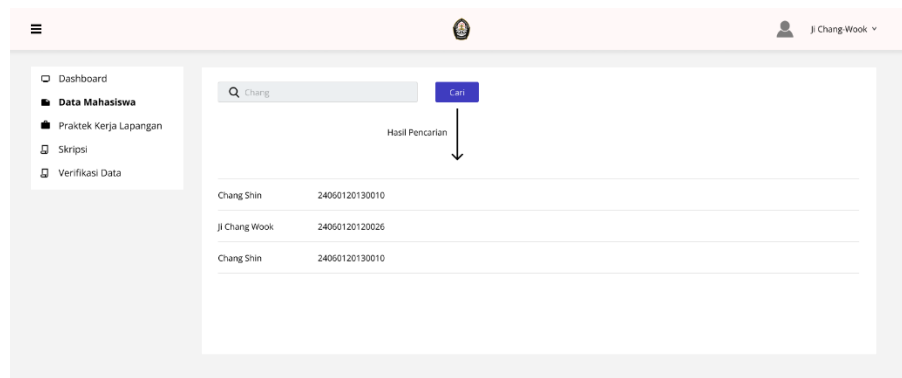 Ji Chang-Wook
Dashboard
Data Mahasiswa
Praktek Kerja Lapangan
Skripsi
Verifikasi Data
Chang
Cari
Hasil Pencarian
Chang Shin 24060120130010
Ji Chang Wook 24060120120026
Chang Shin 24060120130010